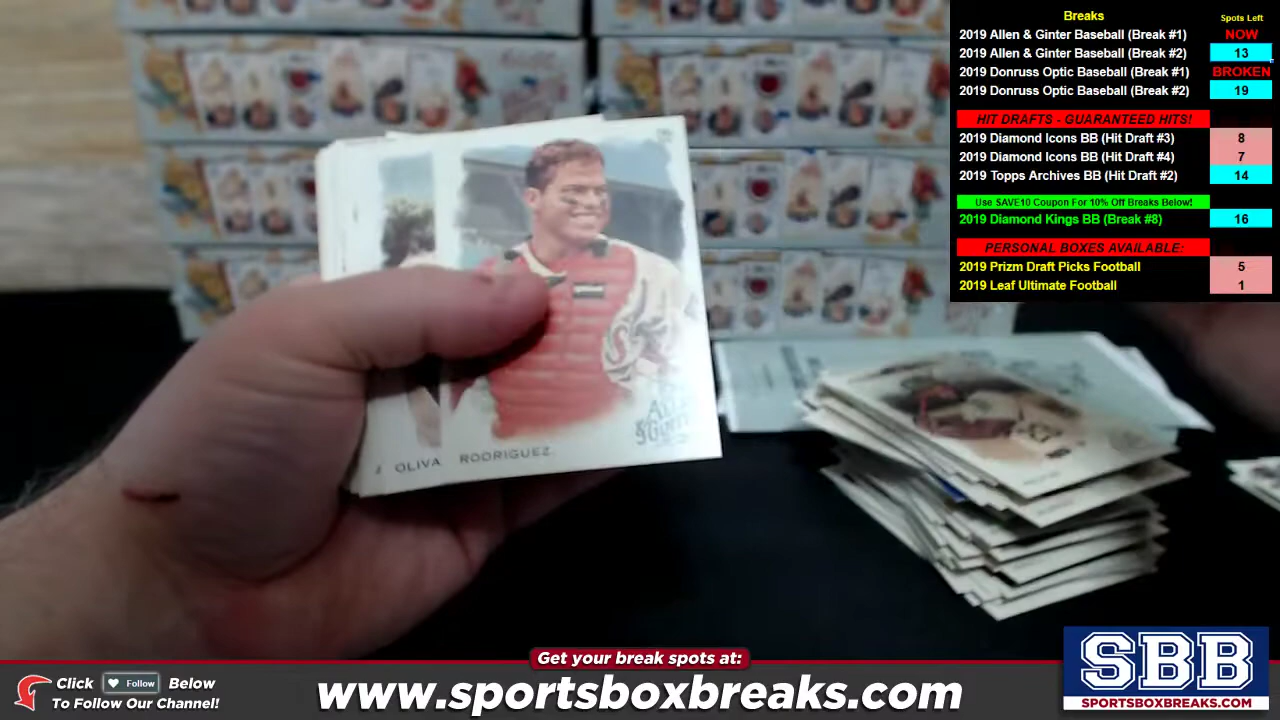 Breaks Spots Left
2019 Allen & Ginter Baseball (Break #1) NOW
2019 Allen & Ginter Baseball (Break #2) 13
2019 Donruss Optic Baseball (Break #1) BROKEN
2019 Donruss Optic Baseball (Break #2) 19
HIT DRAFTS - GUARANTEED HITS!
2019 Diamond Icons BB (Hit Draft #3) 8
2019 Diamond Icons BB (Hit Draft #4) 7
2019 Topps Archives BB (Hit Draft #2) 14
Use SAVE10 Coupon For 10% Off Breaks Below!
2019 Diamond Kings BB (Break #8) 16
PERSONAL BOXES AVAILABLE:
2019 Prizm Draft Picks Football 5
2019 Leaf Ultimate Football 1
Allen
& Ginter
OLIVA RODRIGUEZ
Get your break spots at:
www.sportsboxbreaks.com
Click Follow Below
To Follow Our Channel!
SBB
SPORTSBOXBREAKS.COM